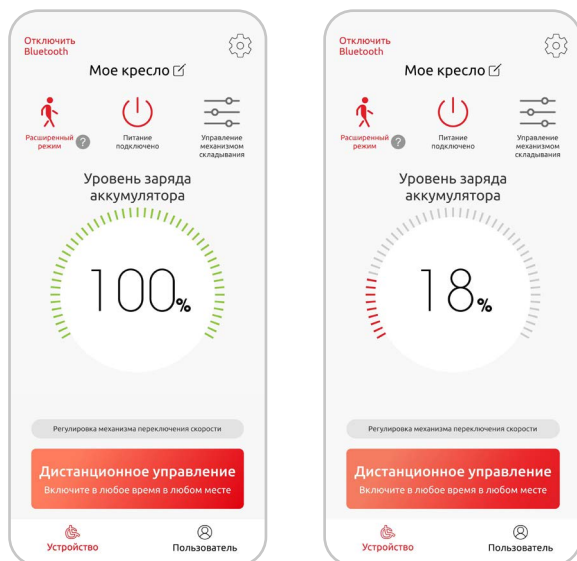 Отключить
Bluetooth
Мое кресло
Расширенный
режим
?
Питание
подключено
Управление
механизмом
складывания
Уровень заряда
аккумулятора
100%
Регулировка механизма переключения скорости
Дистанционное управление
Включите в любое время в любом месте
Устройство
Пользователь
Отключить
Bluetooth
Мое кресло
Расширенный
режим
?
Питание
подключено
Управление
механизмом
складывания
Уровень заряда
аккумулятора
18%
Регулировка механизма переключения скорости
Дистанционное управление
Включите в любое время в любом месте
Устройство
Пользователь